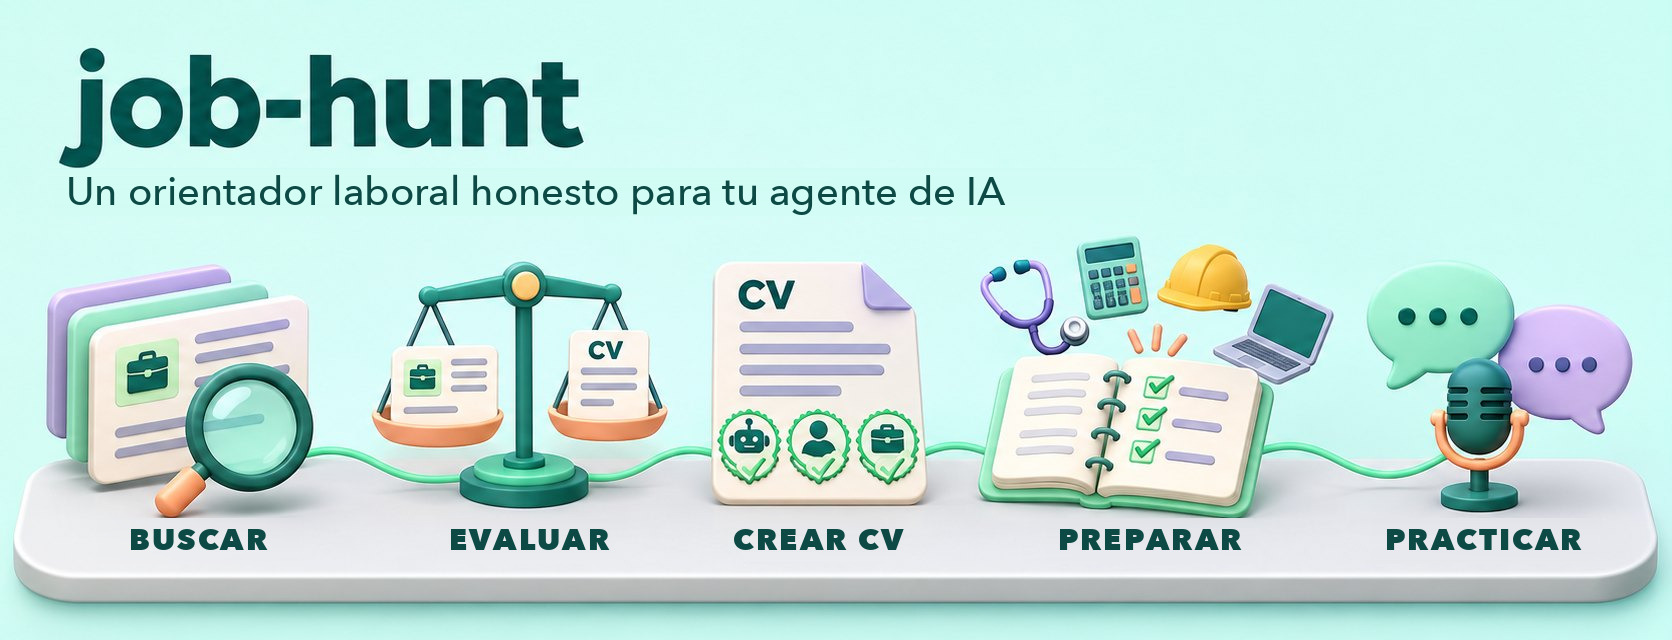 job-hunt
Un orientador laboral honesto para tu agente de IA
CV
CV
BUSCAR
EVALUAR
CREAR CV
PREPARAR
PRACTICAR